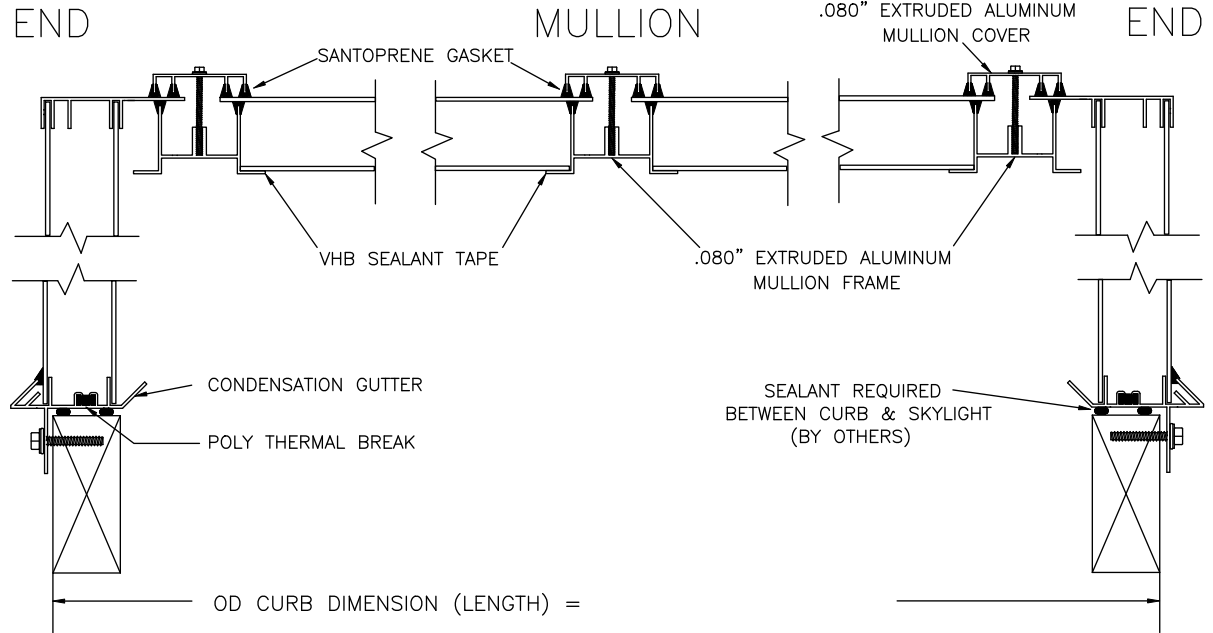 END
MULLION
.080” EXTRUDED ALUMINUM
MULLION COVER
END
SANTOPRENE GASKET
VHB SEALANT TAPE
.080” EXTRUDED ALUMINUM
MULLION FRAME
CONDENSATION GUTTER
POLY THERMAL BREAK
SEALANT REQUIRED
BETWEEN CURB & SKYLIGHT
(BY OTHERS)
OD CURB DIMENSION (LENGTH) =